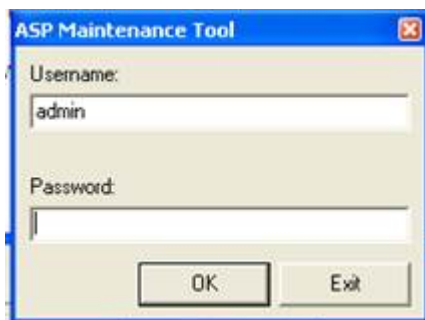 ASP Maintenance Tool
Username:
admin
Password:
OK Exit